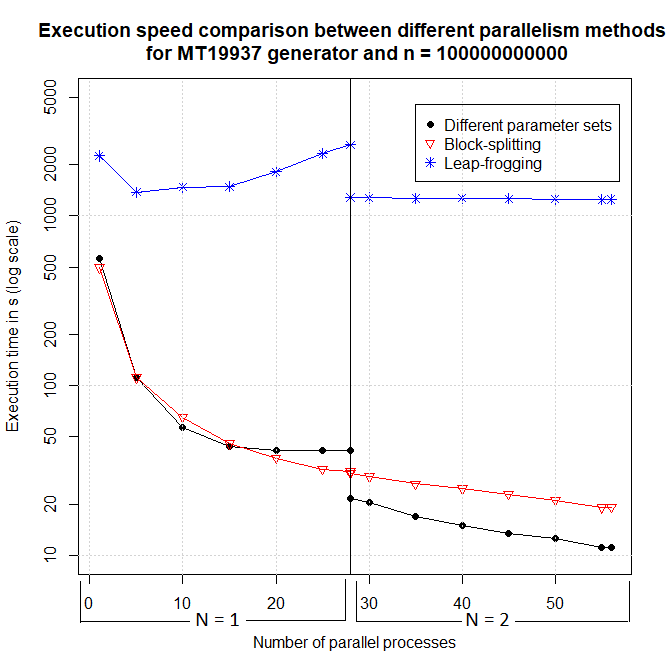 Execution speed comparison between different parallelism methods
for MT19937 generator and n = 100000000000
Different parameter sets
Block-splitting
Leap-frogging
Execution time in s (log scale)
5000
2000
1000
500
200
100
50
20
10
0 10 20 30 40 50
N = 1 N = 2
Number of parallel processes